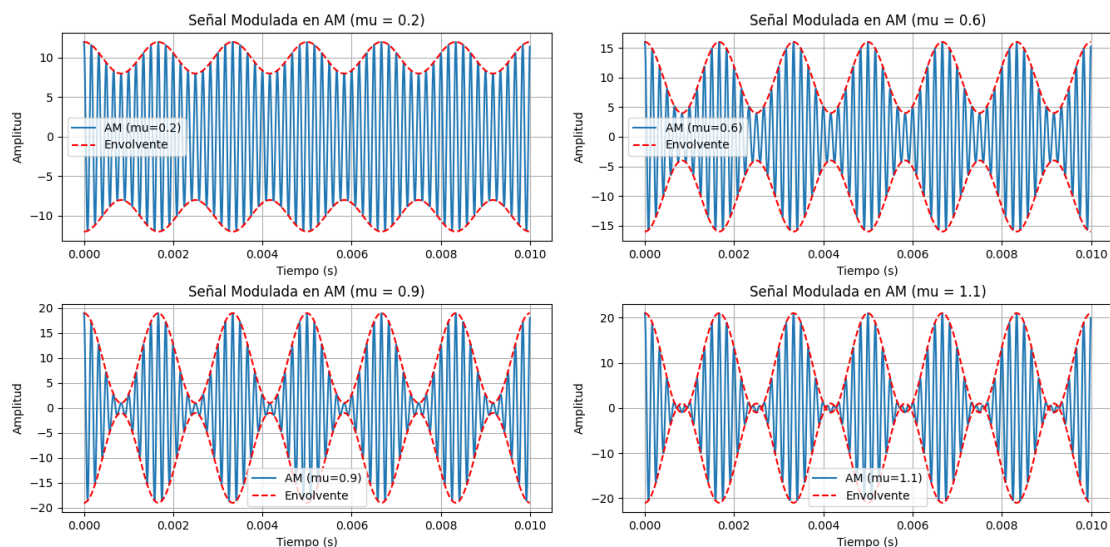 Señal Modulada en AM (mu = 0.2)
Amplitud
10
5
0
−5
−10
AM (mu=0.2)
Envolvente
0.000 0.002 0.004 0.006 0.008 0.010
Tiempo (s)
Señal Modulada en AM (mu = 0.6)
Amplitud
15
10
5
0
−5
−10
−15
AM (mu=0.6)
Envolvente
0.000 0.002 0.004 0.006 0.008 0.010
Tiempo (s)
Señal Modulada en AM (mu = 0.9)
Amplitud
20
15
10
5
0
−5
−10
−15
−20
AM (mu=0.9)
Envolvente
0.000 0.002 0.004 0.006 0.008 0.010
Tiempo (s)
Señal Modulada en AM (mu = 1.1)
Amplitud
20
10
0
−10
−20
AM (mu=1.1)
Envolvente
0.000 0.002 0.004 0.006 0.008 0.010
Tiempo (s)